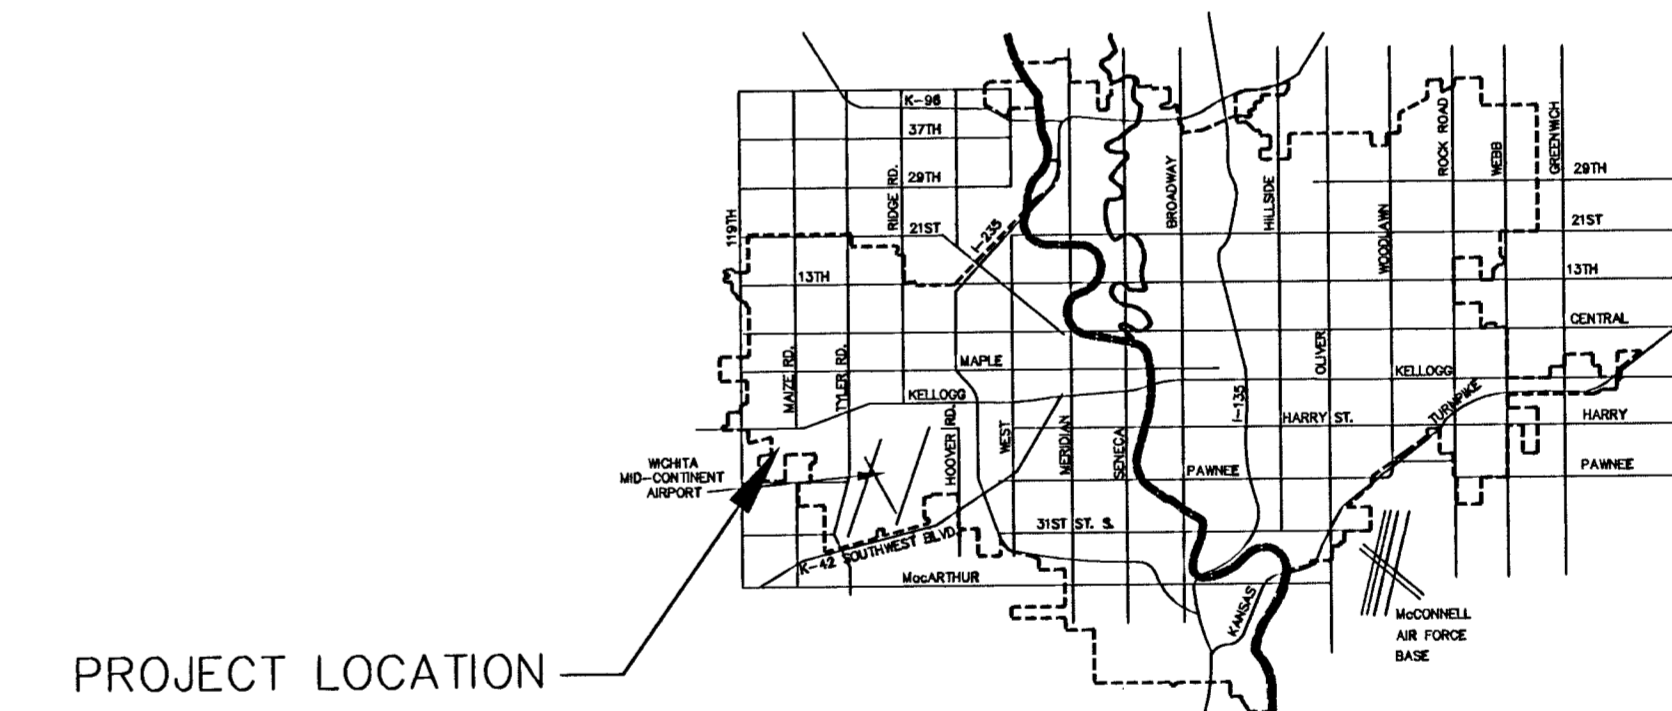 K-96
37TH
29TH
RIDGE RD.
119TH
21ST
I-235
13TH
MAIZE RD.
TYLER RD.
MAPLE
KELLOGG
HOOVER RD.
WEST
MERIDIAN
SENECA
BROADWAY
HILLSIDE
I-135
OLIVER
WOODLAWN
ROCK ROAD
WEBB
GREENWICH
29TH
21ST
13TH
CENTRAL
KELLOGG
TURNPIKE
HARRY ST.
HARRY
PAWNEE
PAWNEE
WICHITA
MID-CONTINENT
AIRPORT
31ST ST. S.
K-42 SOUTHWEST BLVD.
MacARTHUR
KANSAS
McCONNELL
AIR FORCE
BASE
PROJECT LOCATION